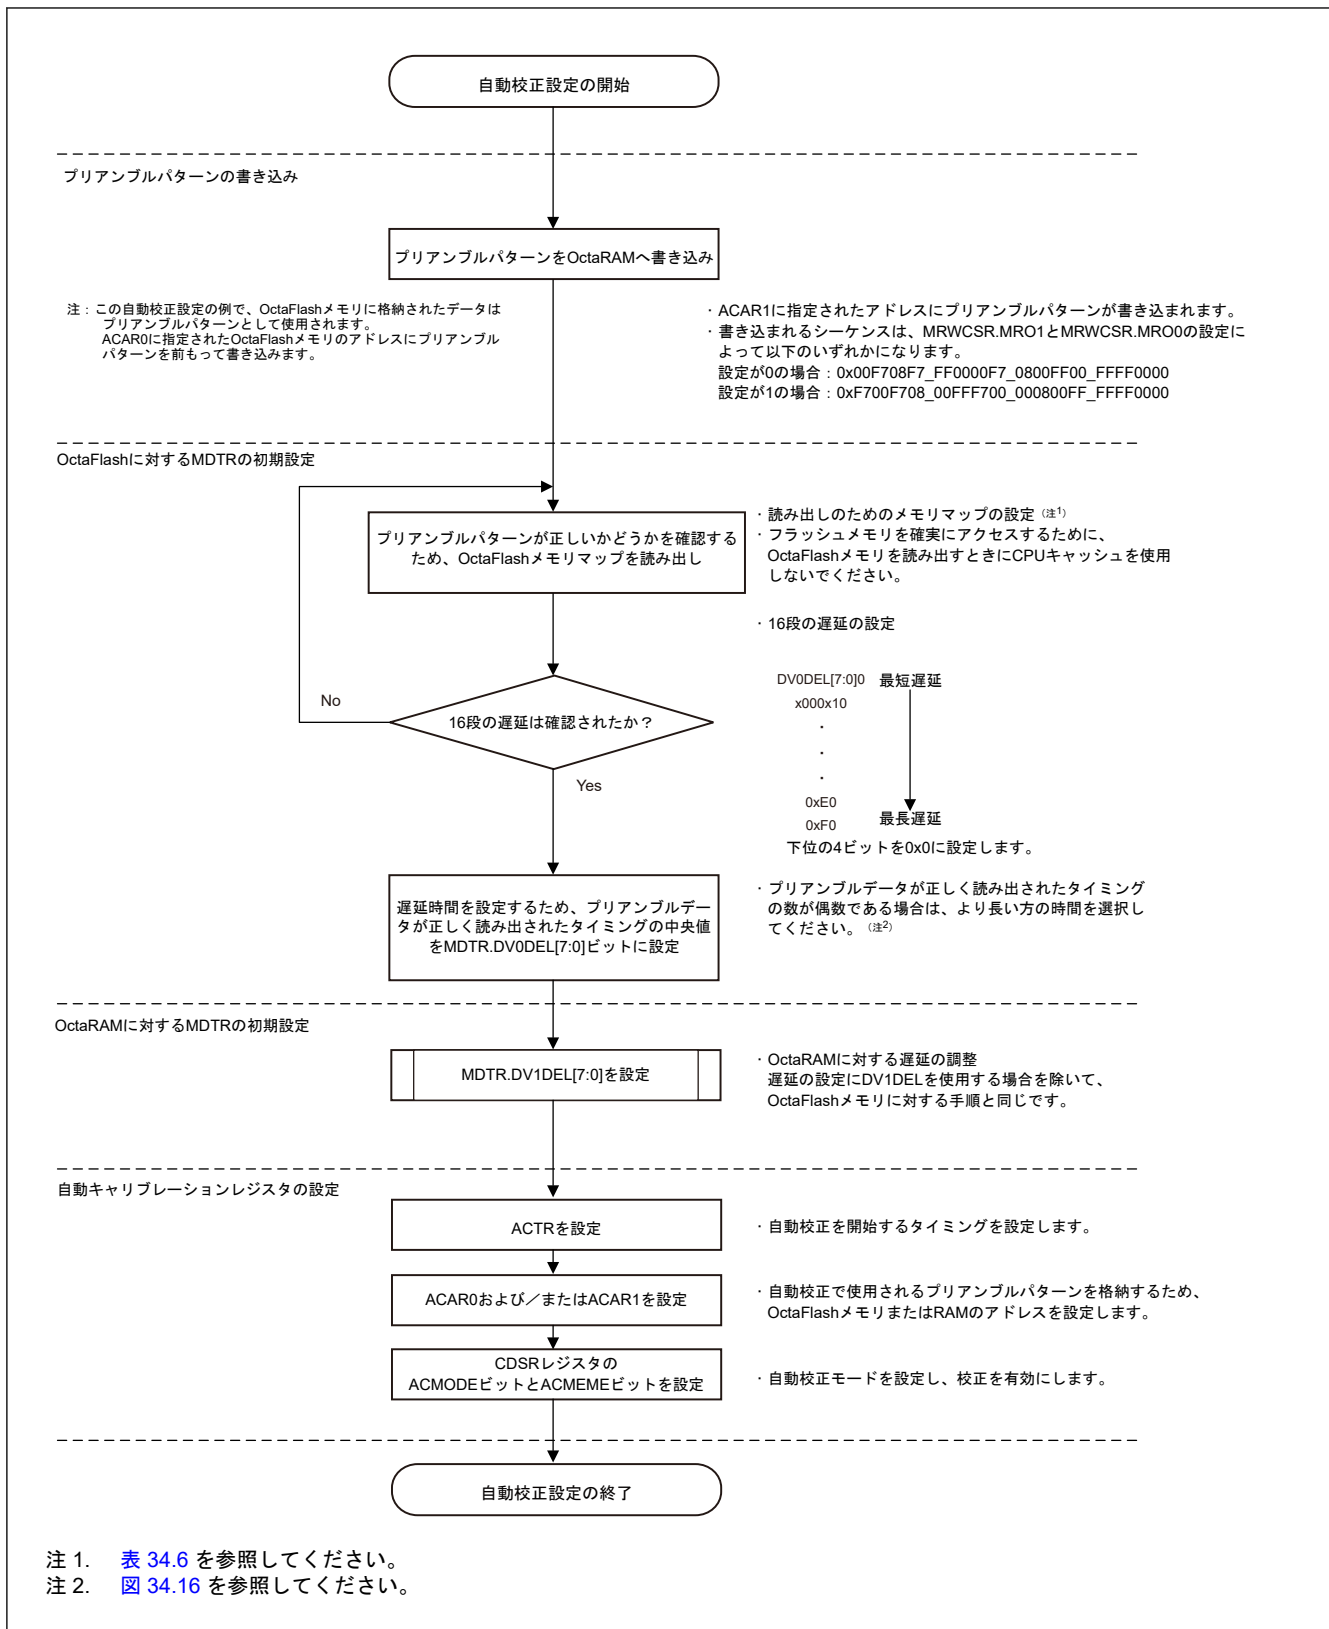 自動校正設定の開始
プリアンブルパターンの書き込み
プリアンブルパターンをOctaRAMへ書き込み
注：この自動校正設定の例で、OctaFlashメモリに格納されたデータは
プリアンブルパターンとして使用されます。
ACAR0に指定されたOctaFlashメモリのアドレスにプリアンブル
パターンを前もって書き込みます。
・ACAR1に指定されたアドレスにプリアンブルパターンが書き込まれます。
・書き込まれるシーケンスは、MRWCSR.MRO1とMRWCSR.MRO0の設定に
よって以下のいずれかになります。
設定が0の場合：0x00F708F7_FF0000F7_0800FF00_FFFF0000
設定が1の場合：0xF700F708_00FFF700_000800FF_FFFF0000
OctaFlashに対するMDTRの初期設定
プリアンブルパターンが正しいかどうかを確認する
ため、OctaFlashメモリマップを読み出し
・読み出しのためのメモリマップの設定（注1）
・フラッシュメモリを確実にアクセスするために、
OctaFlashメモリを読み出すときにCPUキャッシュを使用
しないでください。
・16段の遅延の設定
No
16段の遅延は確認されたか？
Yes
DV0DEL[7:0]0 最短遅延
x000x10
・
・
・
0xE0
0xF0 最長遅延
下位の4ビットを0x0に設定します。
遅延時間を設定するため、プリアンブルデー
タが正しく読み出されたタイミングの中央値
をMDTR.DV0DEL[7:0]ビットに設定
・プリアンブルデータが正しく読み出されたタイミング
の数が偶数である場合は、より長い方の時間を選択し
てください。（注2）
OctaRAMに対するMDTRの初期設定
MDTR.DV1DEL[7:0]を設定
・OctaRAMに対する遅延の調整
遅延の設定にDV1DELを使用する場合を除いて、
OctaFlashメモリに対する手順と同じです。
自動キャリブレーションレジスタの設定
ACTRを設定
・自動校正を開始するタイミングを設定します。
ACAR0および／またはACAR1を設定
・自動校正で使用されるプリアンブルパターンを格納するため、
OctaFlashメモリまたはRAMのアドレスを設定します。
CDSRレジスタの
ACMODEビットとACMEMEビットを設定
・自動校正モードを設定し、校正を有効にします。
自動校正設定の終了
注 1. 表 34.6 を参照してください。
注 2. 図 34.16 を参照してください。